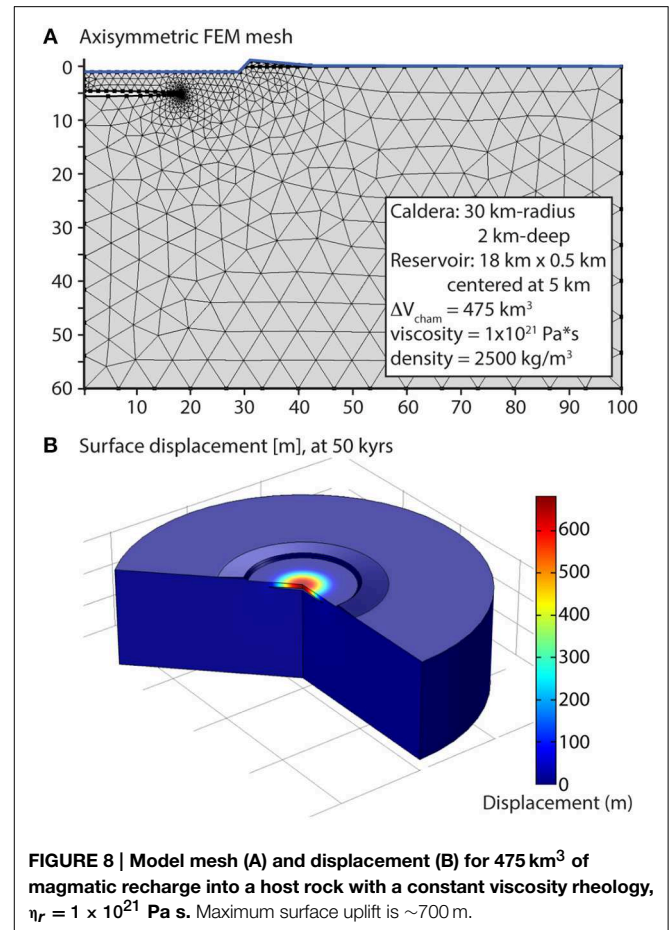 A Axisymmetric FEM mesh
0
10
20
30
40
50
60
10 20 30 40 50 60 70 80 90 100
Caldera: 30 km-radius
2 km-deep
Reservoir: 18 km x 0.5 km
centered at 5 km
ΔV_cham = 475 km³
viscosity = 1x10²¹ Pa*s
density = 2500 kg/m³
B Surface displacement [m], at 50 kyrs
600
500
400
300
200
100
0
Displacement (m)
FIGURE 8 | Model mesh (A) and displacement (B) for 475 km³ of
magmatic recharge into a host rock with a constant viscosity rheology,
η_r = 1 x 10²¹ Pa s. Maximum surface uplift is ~700 m.